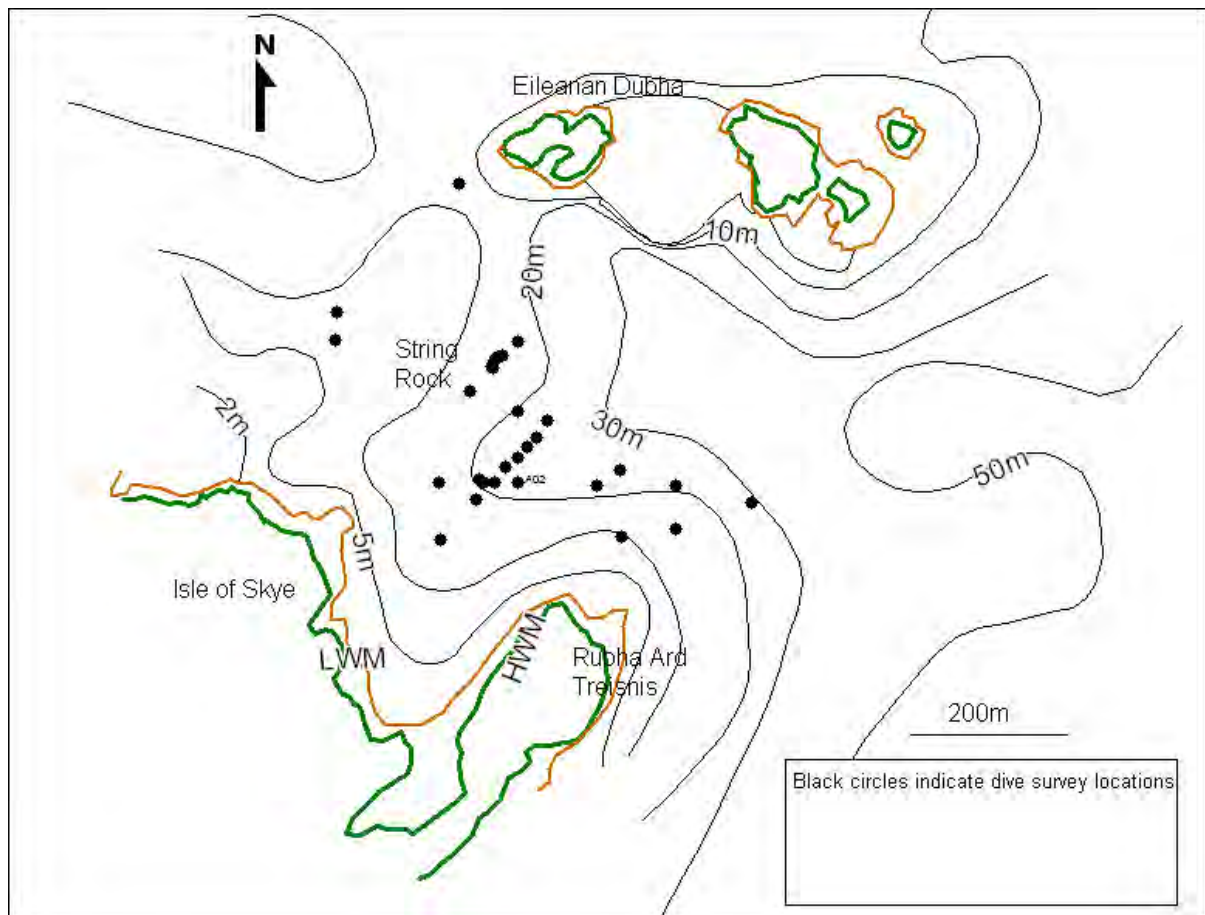 N
Eileanan Dubha
10m
20m
String
Rock
2m
30m
50m
A02
5m
Isle of Skye
LWM
HWM
Rubha Ard
Treisnis
200m
Black circles indicate dive survey locations